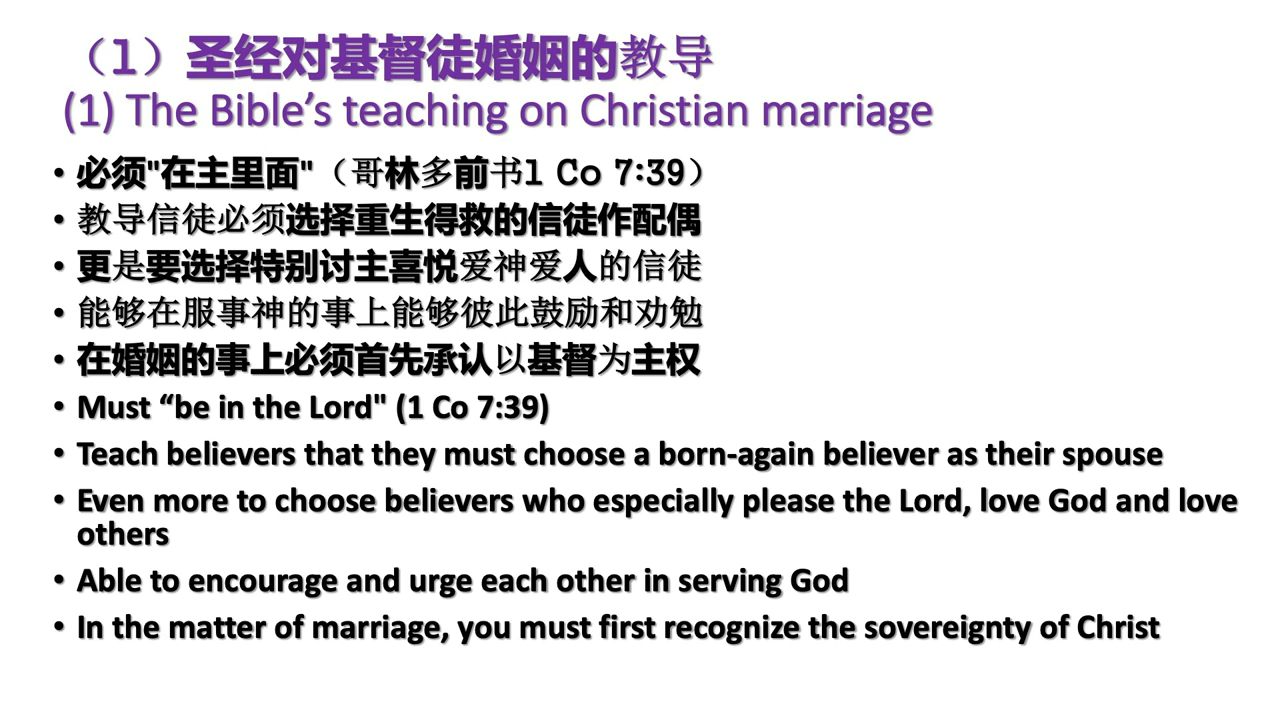 （1）圣经对基督徒婚姻的教导
(1) The Bible’s teaching on Christian marriage
• 必须"在主里面"（哥林多前书1 Co 7:39）
• 教导信徒必须选择重生得救的信徒作配偶
• 更是要选择特别讨主喜悦爱神爱人的信徒
• 能够在服事神的事上能够彼此鼓励和劝勉
• 在婚姻的事上必须首先承认以基督为主权
• Must “be in the Lord" (1 Co 7:39)
• Teach believers that they must choose a born-again believer as their spouse
• Even more to choose believers who especially please the Lord, love God and love
others
• Able to encourage and urge each other in serving God
• In the matter of marriage, you must first recognize the sovereignty of Christ